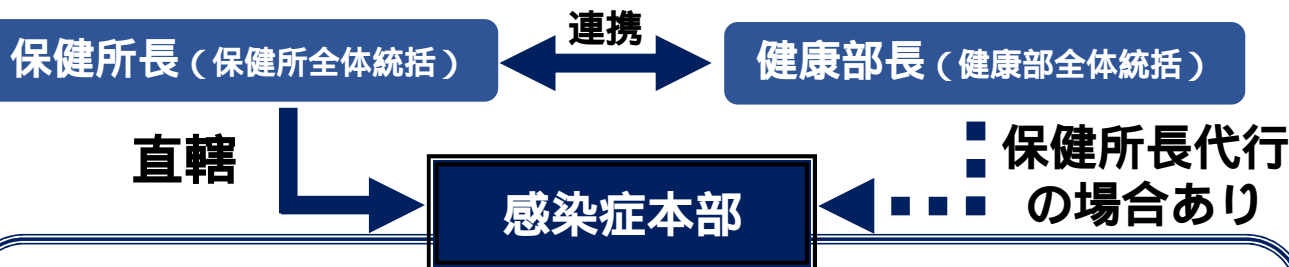 連携
保健所長（保健所全体統括）
健康部長（健康部全体統括）
直轄
保健所長代行
の場合あり
感染症本部